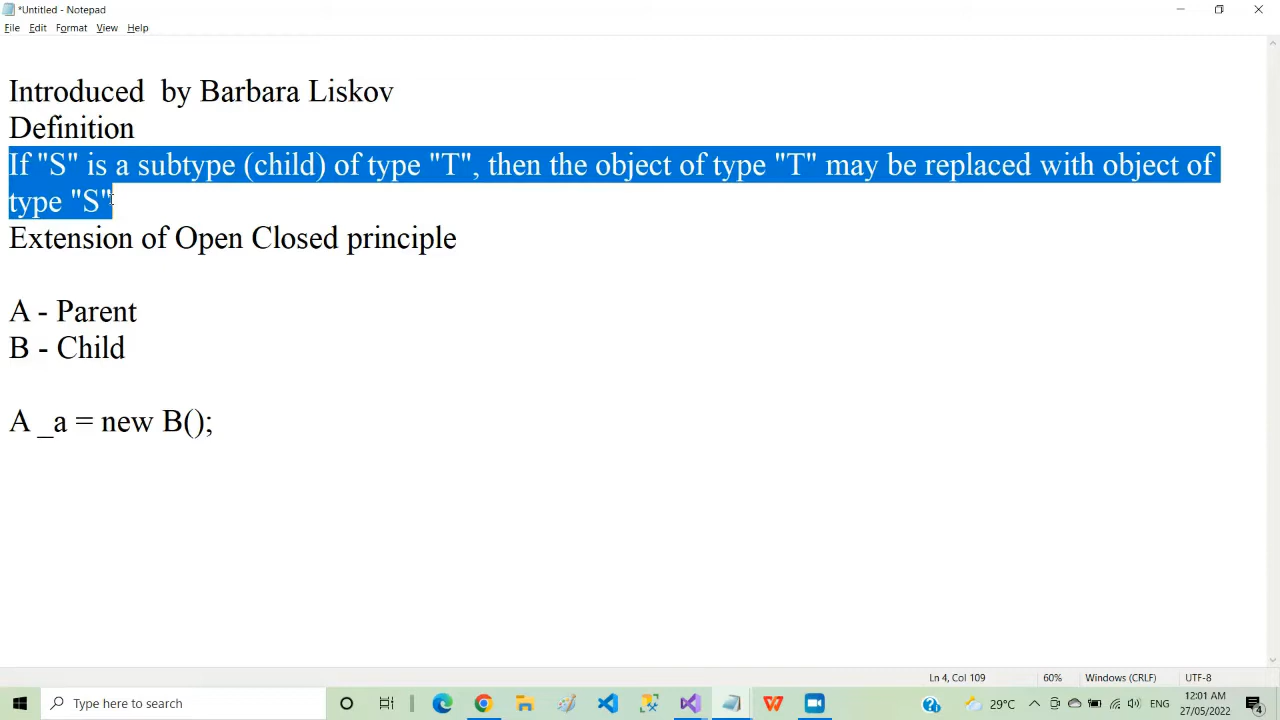 *Untitled - Notepad
File Edit Format View Help
Introduced  by Barbara Liskov
Definition
If "S" is a subtype (child) of type "T", then the object of type "T" may be replaced with object of
type "S"
Extension of Open Closed principle
A - Parent
B - Child
A _a = new B();
Ln 4, Col 109 60% Windows (CRLF) UTF-8
Type here to search 29°C ENG 12:01 AM
27/05/2022 4